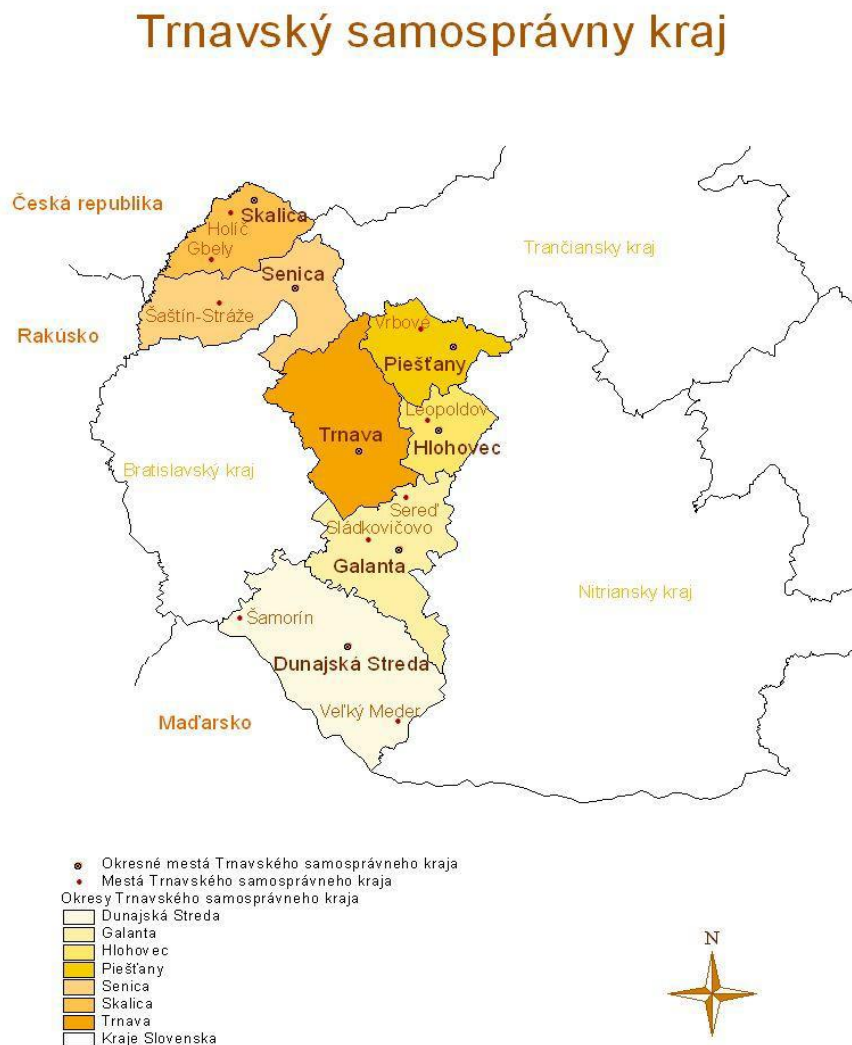 Trnavský samosprávny kraj
Česká republika
Skalica
Holíč
Gbely
Trančiansky kraj
Senica
Šaštín-Stráže
Rakúsko
Vrbové
Piešťany
Leopoldov
Trnava
Hlohovec
Bratislavský kraj
Sereď
Sládkovičovo
Galanta
Nitriansky kraj
Šamorín
Dunajská Streda
Veľký Meder
Maďarsko
Okresné mestá Trnavského samosprávneho kraja
Mestá Trnavského samosprávneho kraja
Okresy Trnavského samosprávneho kraja
Dunajská Streda
Galanta
Hlohovec
Piešťany
Senica
Skalica
Trnava
Kraje Slovenska
N